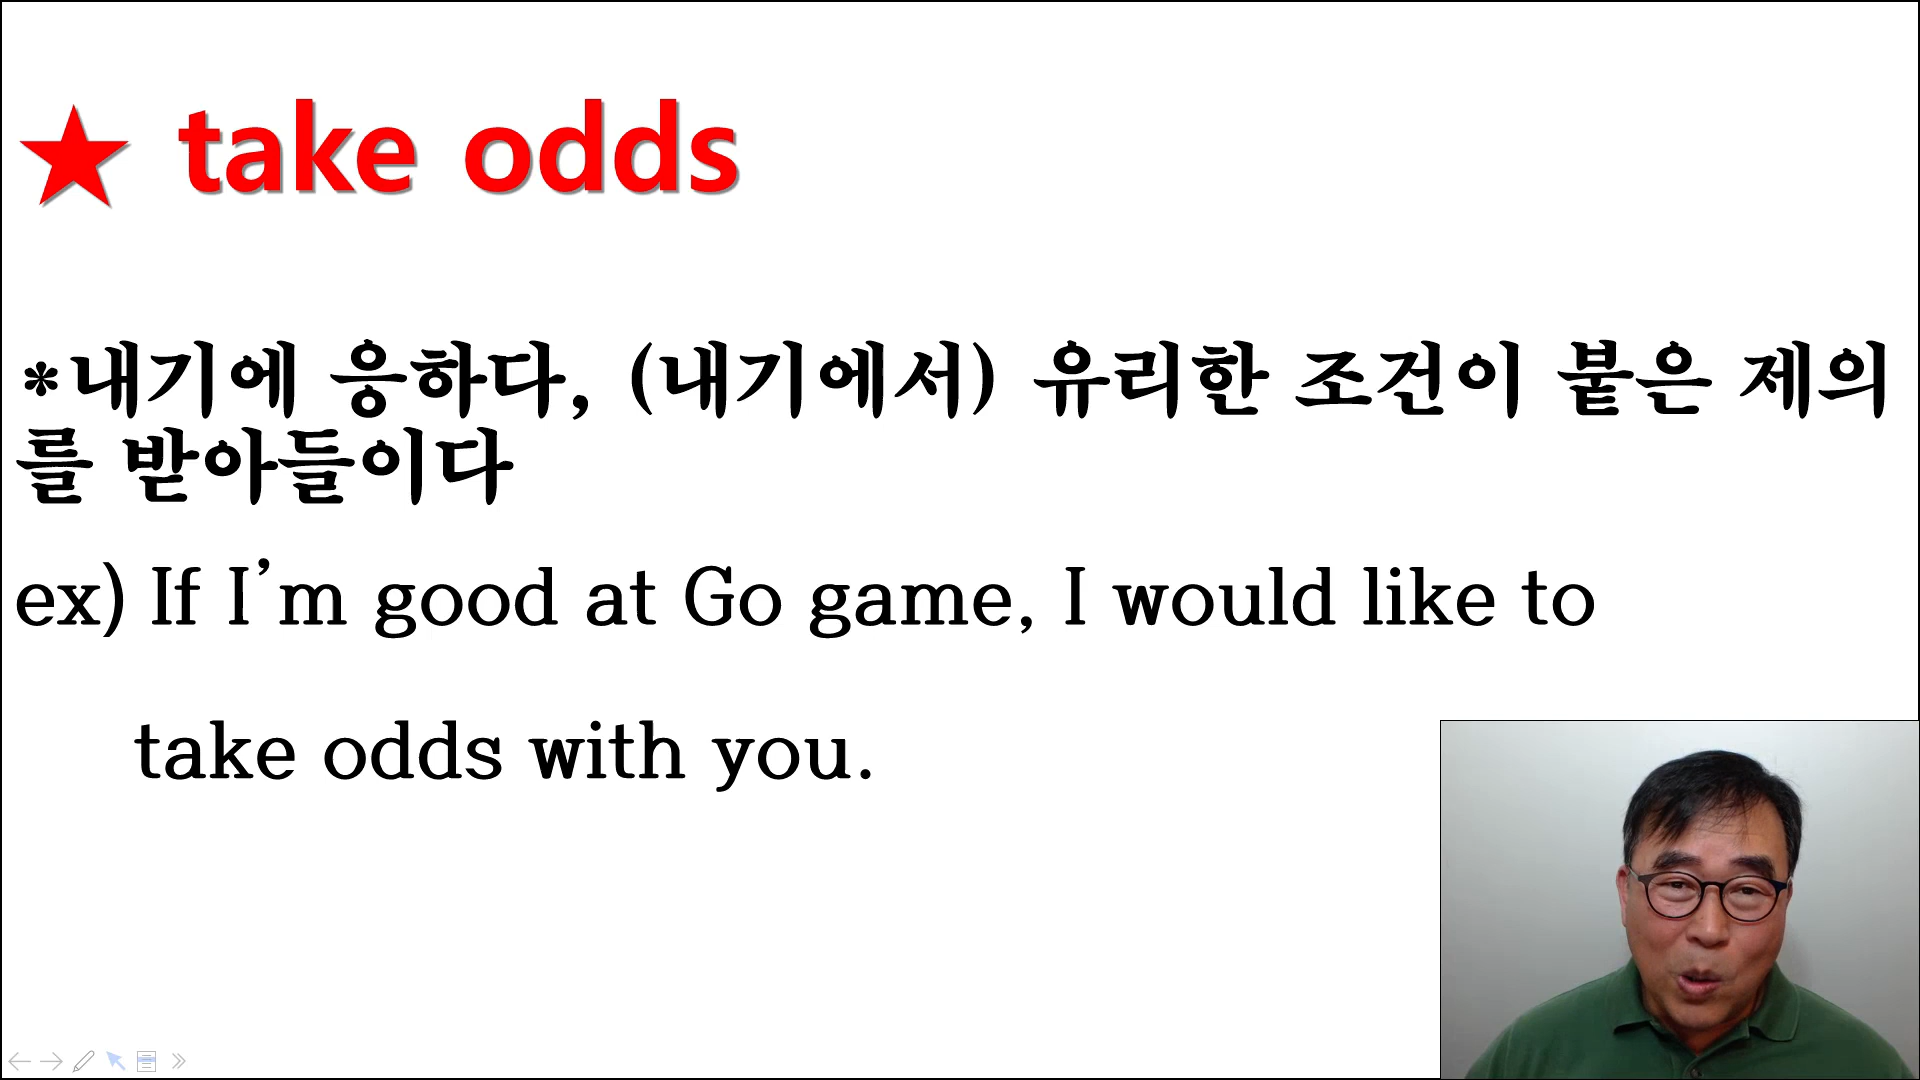 ★ take odds
*내기에 응하다, (내기에서) 유리한 조건이 붙은 제의
를 받아들이다
ex) If I’m good at Go game, I would like to
take odds with you.